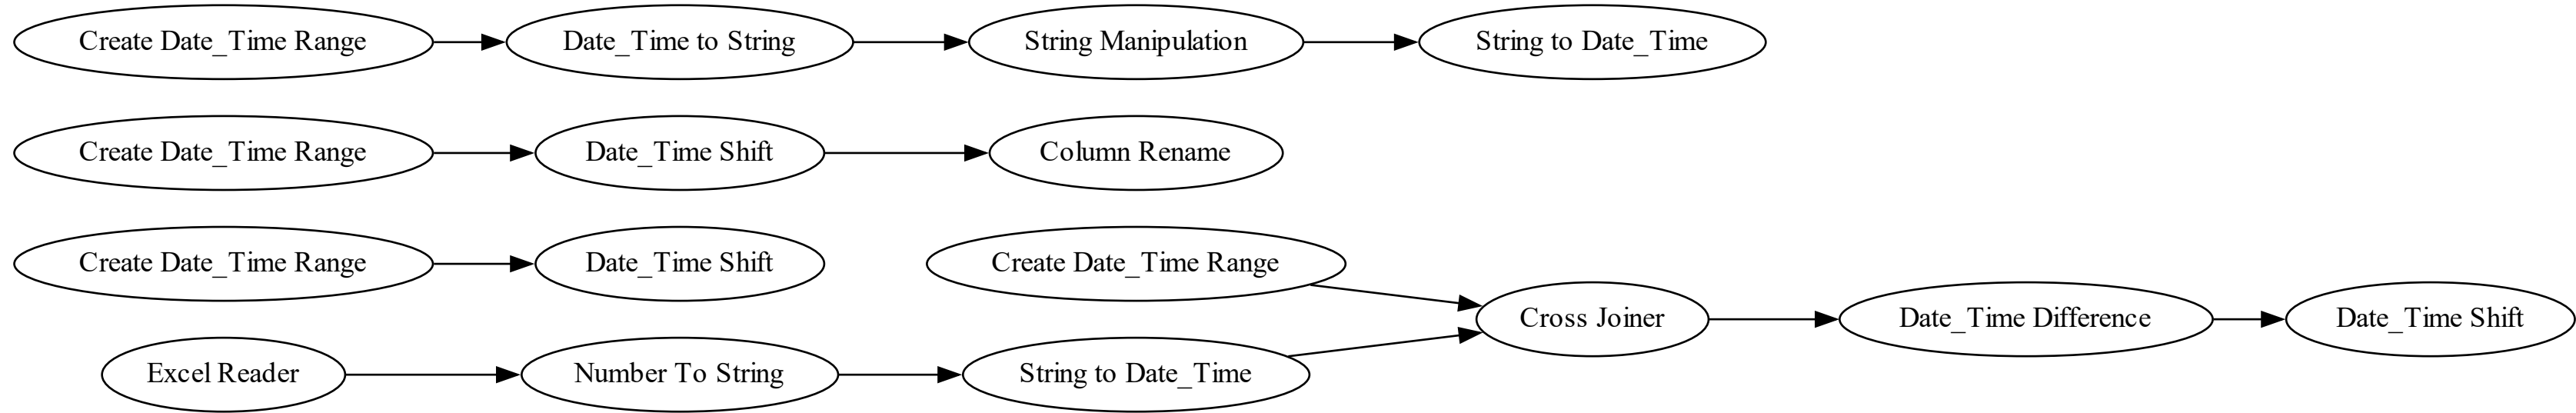 Create Date_Time Range
Date_Time to String
String Manipulation
String to Date_Time
Create Date_Time Range
Date_Time Shift
Column Rename
Create Date_Time Range
Date_Time Shift
Create Date_Time Range
Cross Joiner
Date_Time Difference
Date_Time Shift
Excel Reader
Number To String
String to Date_Time